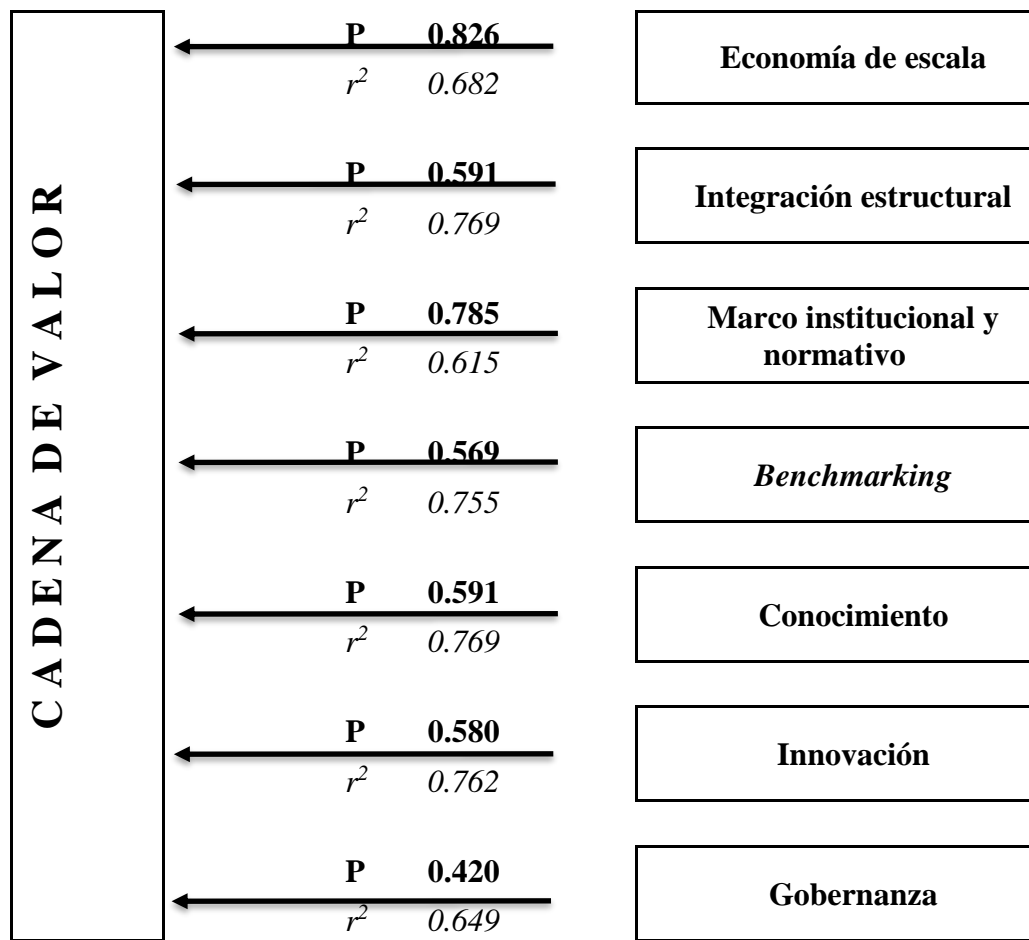 CADENA DE VALOR
P 0.826
r² 0.682
Economía de escala
P 0.591
r² 0.769
Integración estructural
P 0.785
r² 0.615
Marco institucional y
normativo
P 0.569
r² 0.755
Benchmarking
P 0.591
r² 0.769
Conocimiento
P 0.580
r² 0.762
Innovación
P 0.420
r² 0.649
Gobernanza